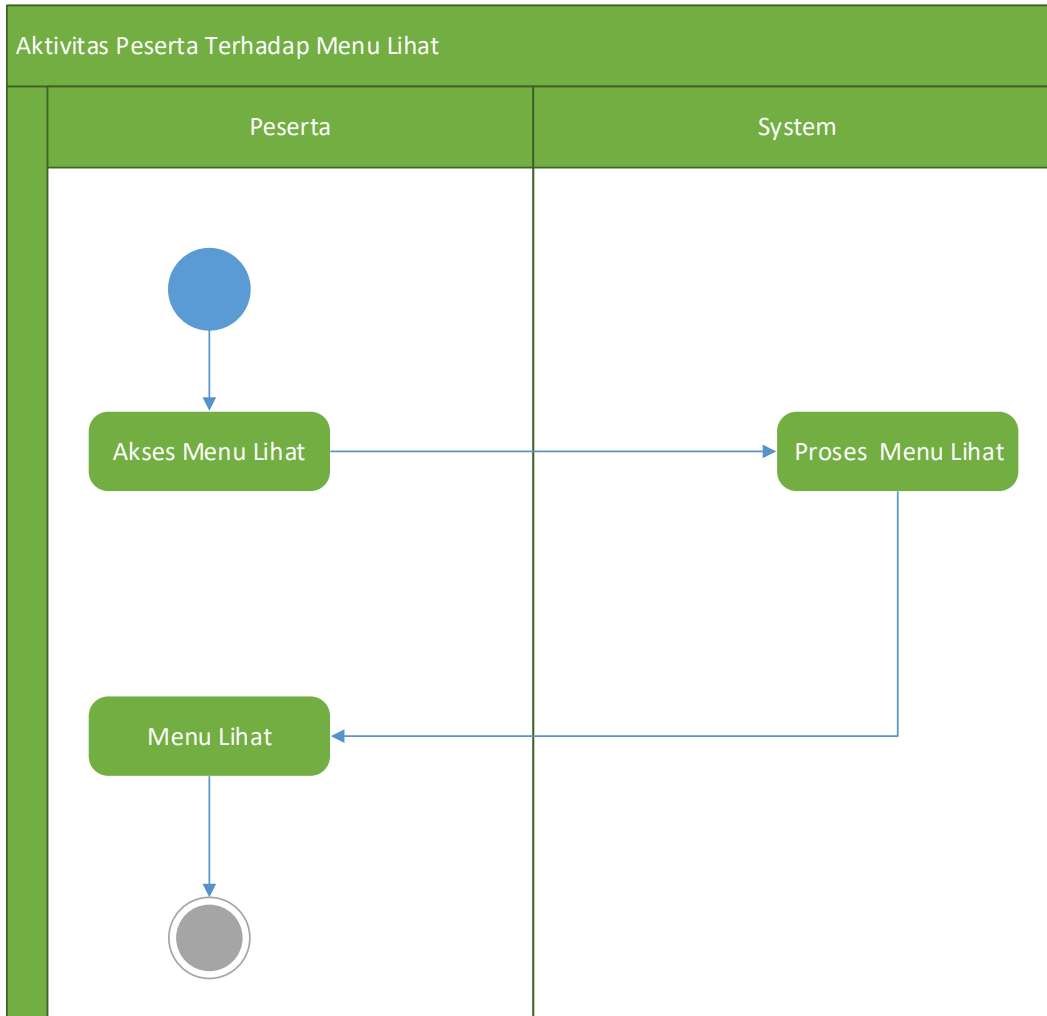 Aktivitas Peserta Terhadap Menu Lihat
Peserta
System
Akses Menu Lihat
Proses  Menu Lihat
Menu Lihat